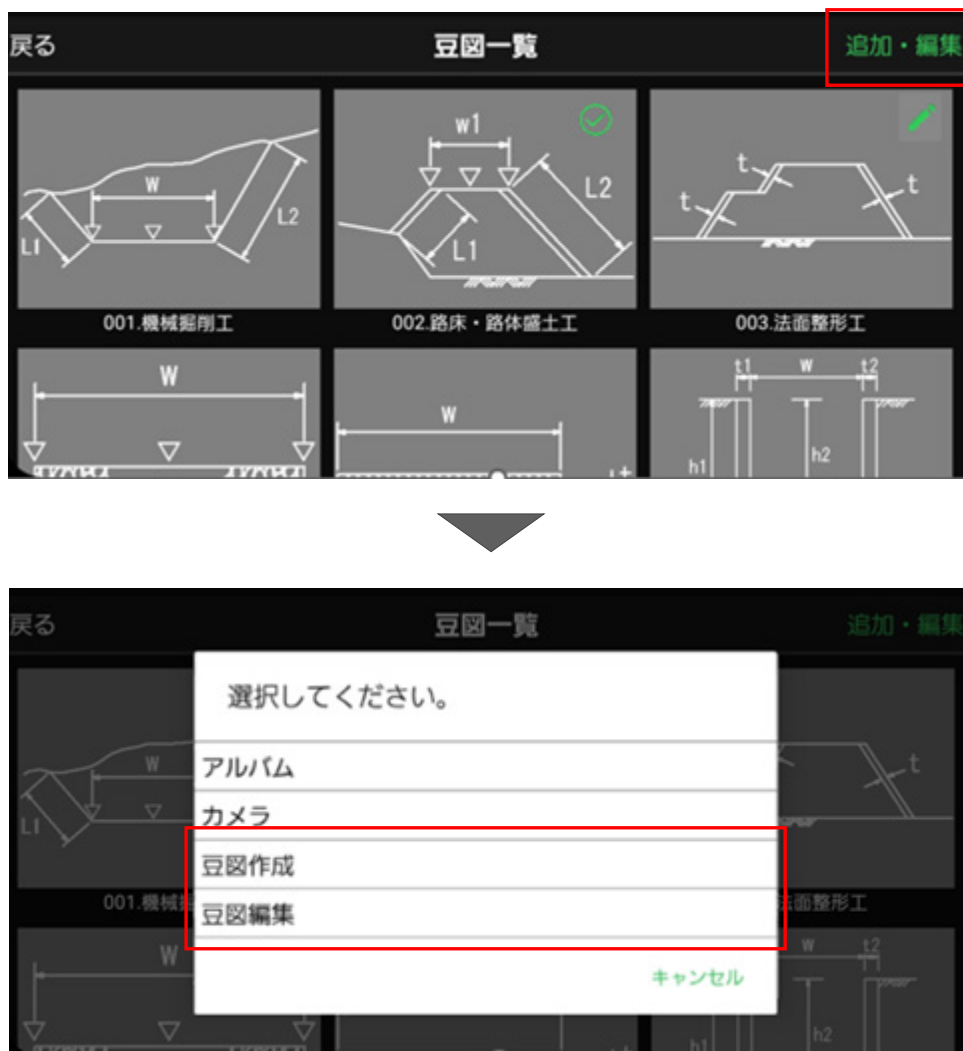 戻る 豆図一覧 追加・編集
W
L1
L2
w1
L1
L2
t
t
t
001.機械掘削工 002.路床・路体盛土工 003.法面整形工
W
W
t1 W t2
h1
h2
戻る 豆図一覧 追加・編集
選択してください。
アルバム
カメラ
豆図作成
豆図編集
キャンセル
W
L1
t
001.機械掘
法面整形工
W
W t2
h1
h2